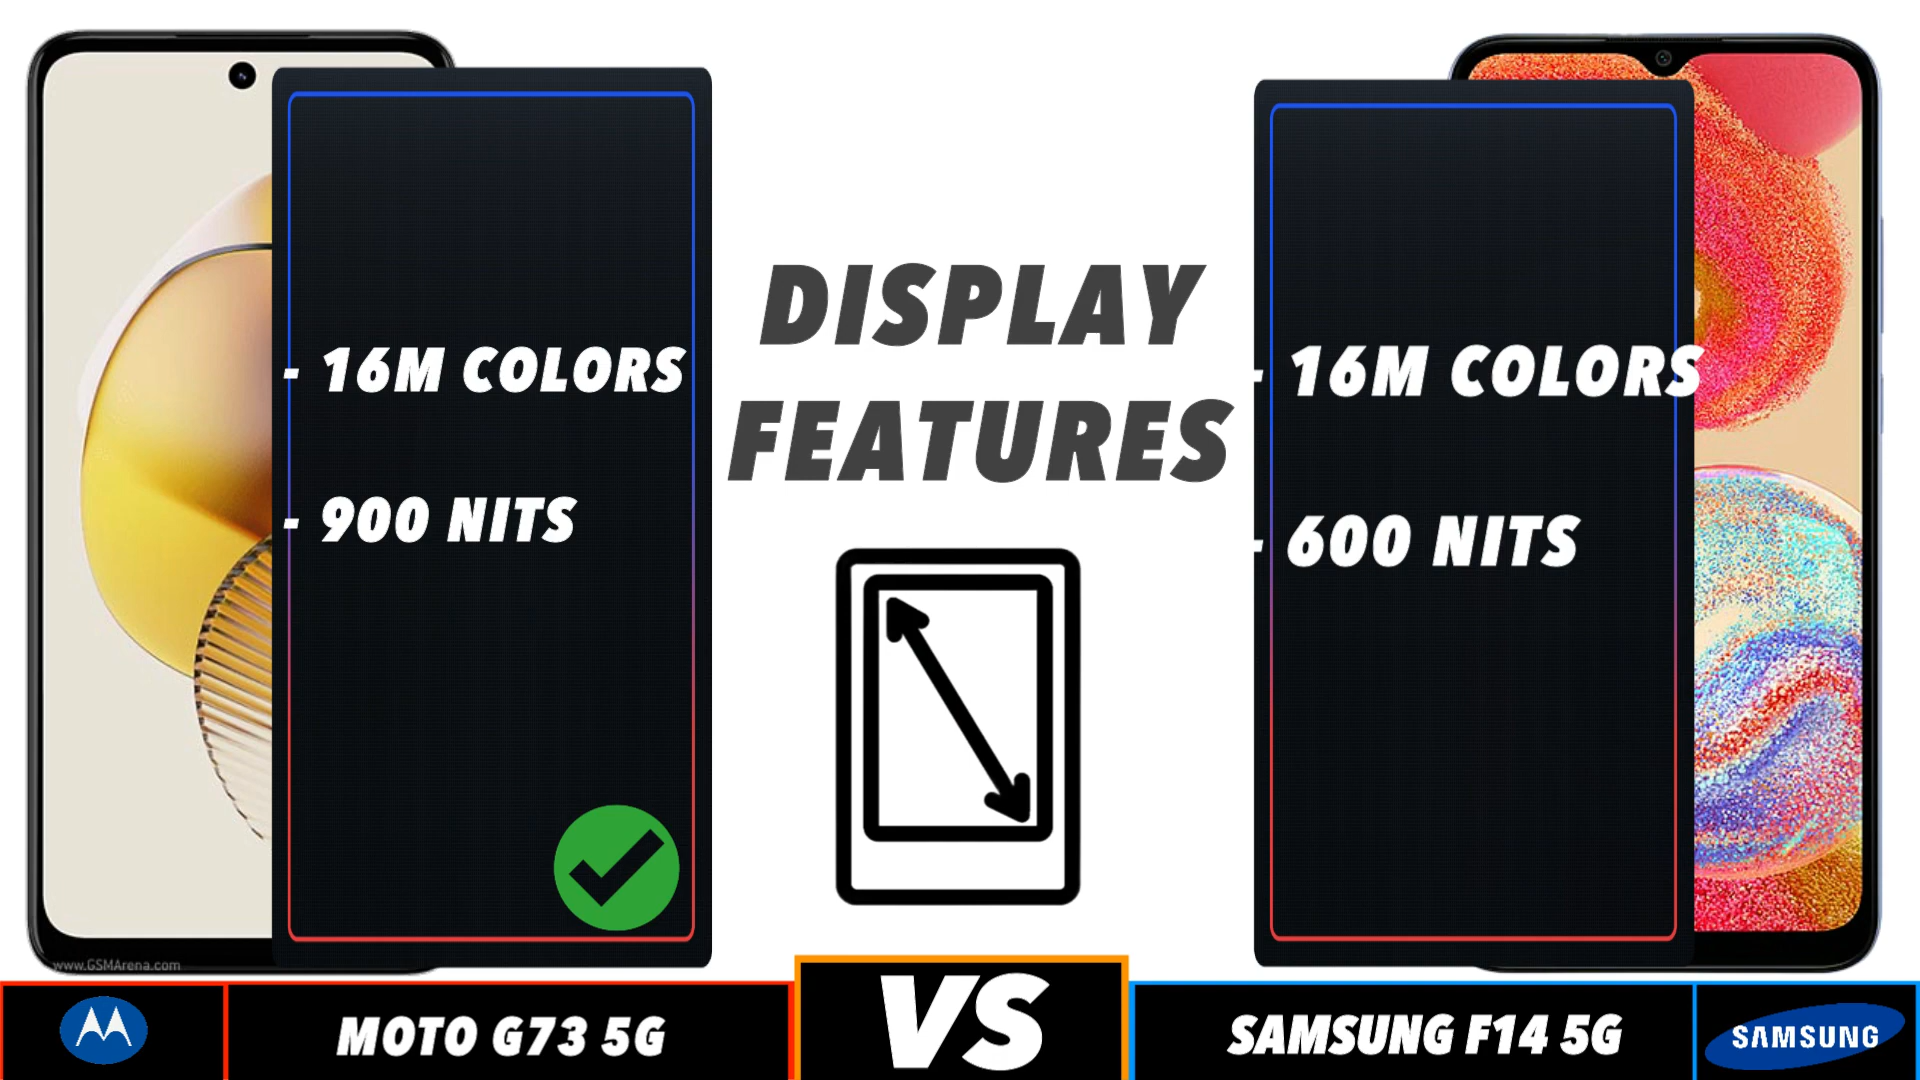 - 16M COLORS
- 900 NITS
DISPLAY
FEATURES
- 16M COLORS
- 600 NITS
www.GSMArena.com
MOTO G73 5G
VS
SAMSUNG F14 5G
SAMSUNG